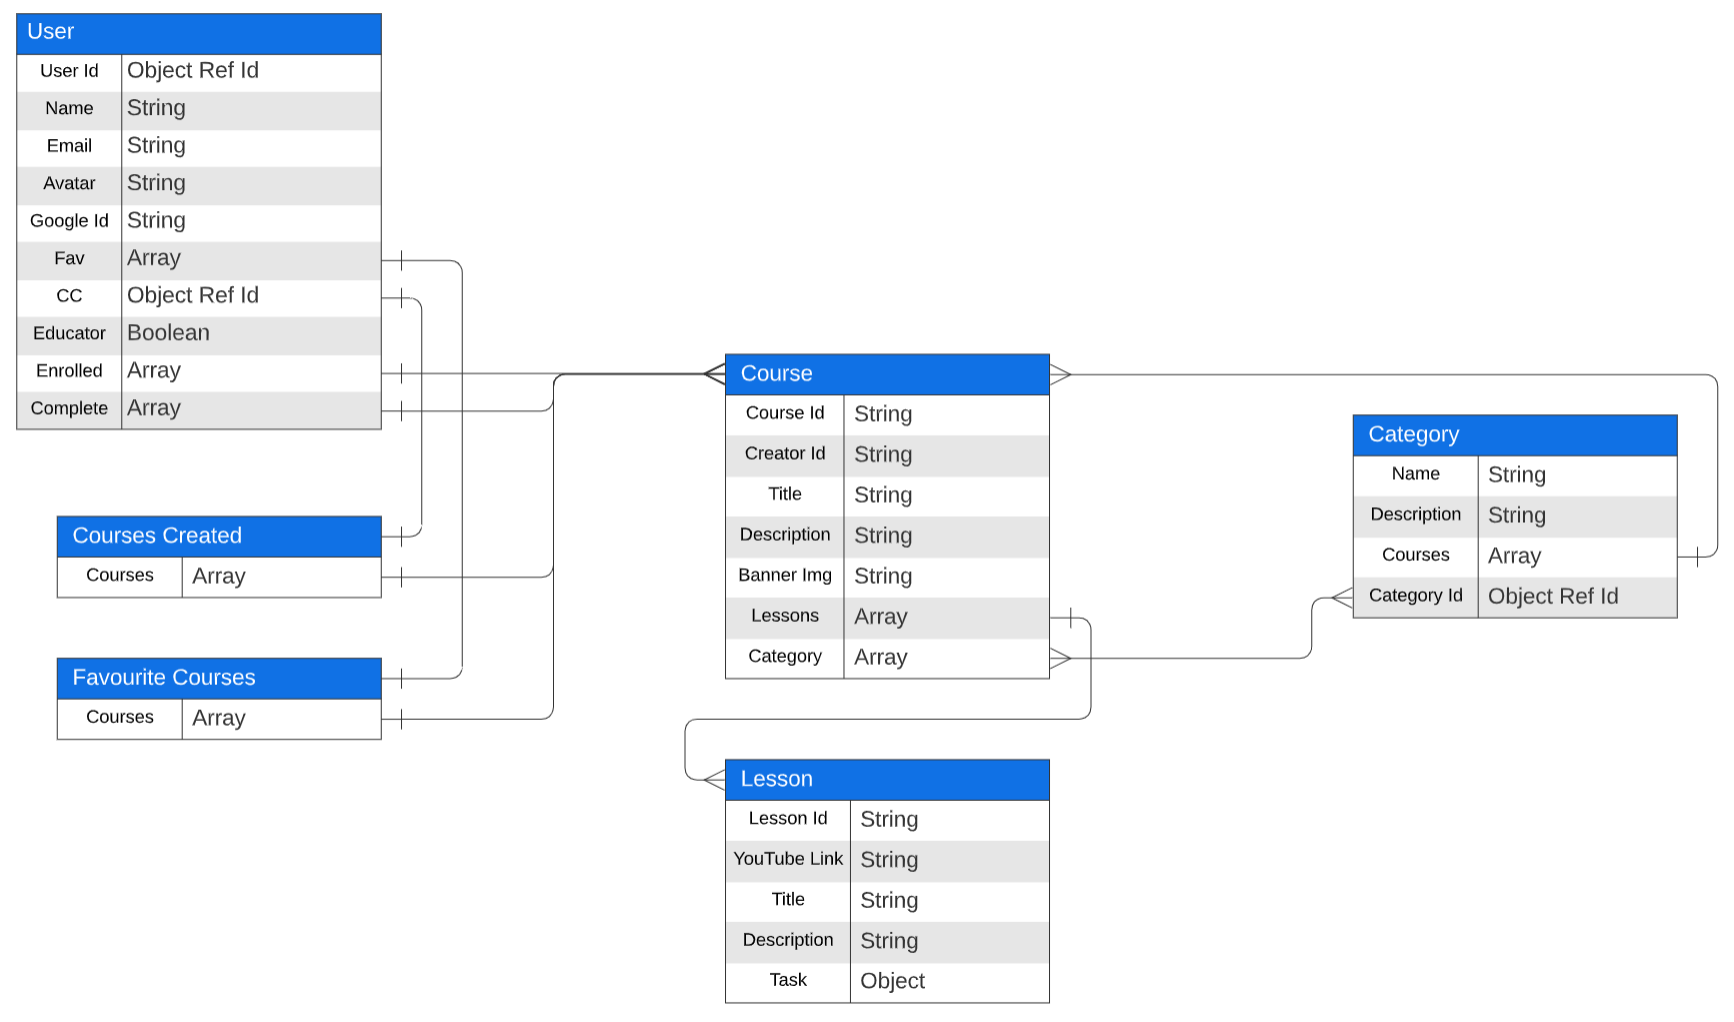 User
User Id Object Ref Id
Name String
Email String
Avatar String
Google Id String
Fav Array
CC Object Ref Id
Educator Boolean
Enrolled Array
Complete Array
Courses Created
Courses Array
Favourite Courses
Courses Array
Course
Course Id String
Creator Id String
Title String
Description String
Banner Img String
Lessons Array
Category Array
Lesson
Lesson Id String
YouTube Link String
Title String
Description String
Task Object
Category
Name String
Description String
Courses Array
Category Id Object Ref Id